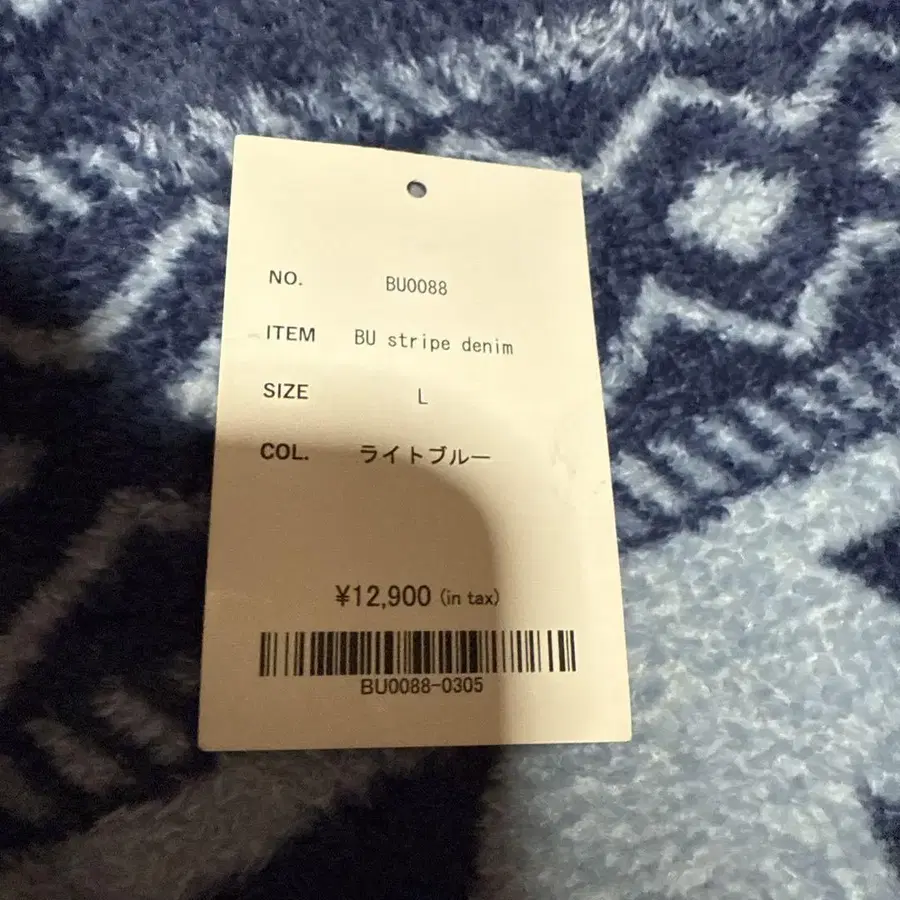 NO. BU0088
ITEM BU stripe denim
SIZE L
COL. ライトブルー
¥12,900 (in tax)
BU0088-0305